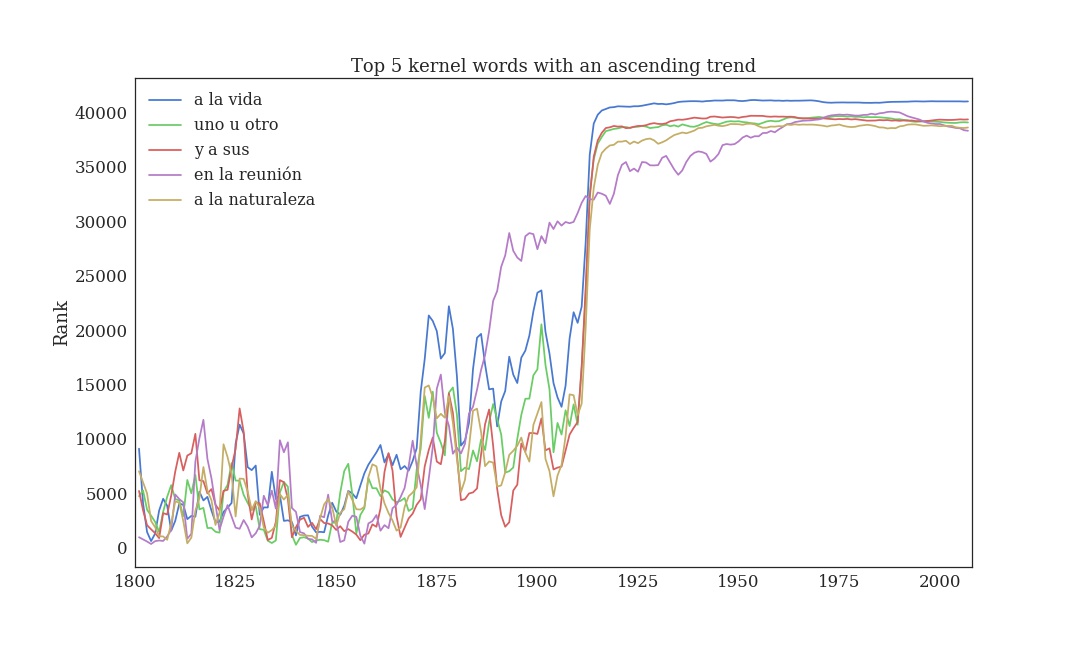 Top 5 kernel words with an ascending trend
a la vida
uno u otro
y a sus
en la reunión
a la naturaleza
Rank
40000
35000
30000
25000
20000
15000
10000
5000
0
1800 1825 1850 1875 1900 1925 1950 1975 2000